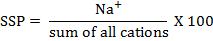 SSP = Na⁺ / sum of all cations X 100